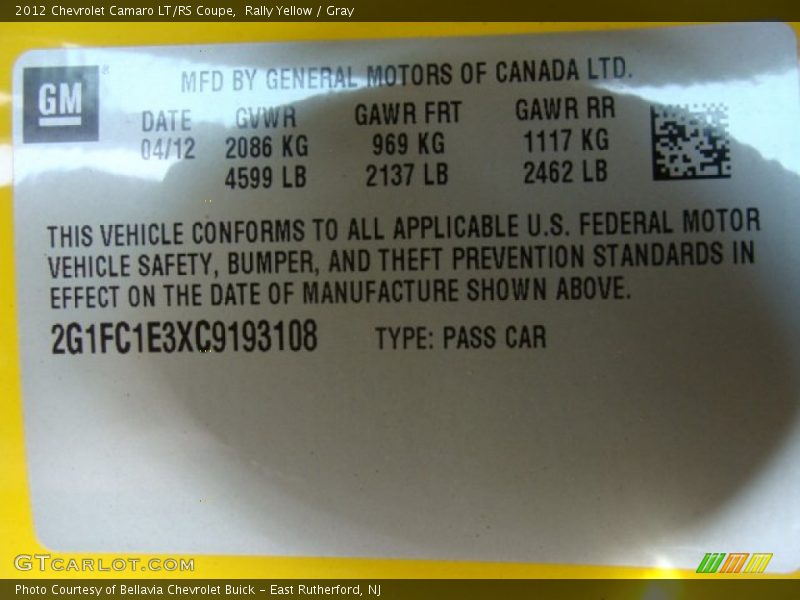 2012 Chevrolet Camaro LT/RS Coupe, Rally Yellow / Gray
GM
®
MFD BY GENERAL MOTORS OF CANADA LTD.
DATE GVWR GAWR FRT GAWR RR
04/12 2086 KG 969 KG 1117 KG
4599 LB 2137 LB 2462 LB
THIS VEHICLE CONFORMS TO ALL APPLICABLE U.S. FEDERAL MOTOR
VEHICLE SAFETY, BUMPER, AND THEFT PREVENTION STANDARDS IN
EFFECT ON THE DATE OF MANUFACTURE SHOWN ABOVE.
2G1FC1E3XC9193108 TYPE: PASS CAR
GTCARLOT.COM
Photo Courtesy of Bellavia Chevrolet Buick - East Rutherford, NJ